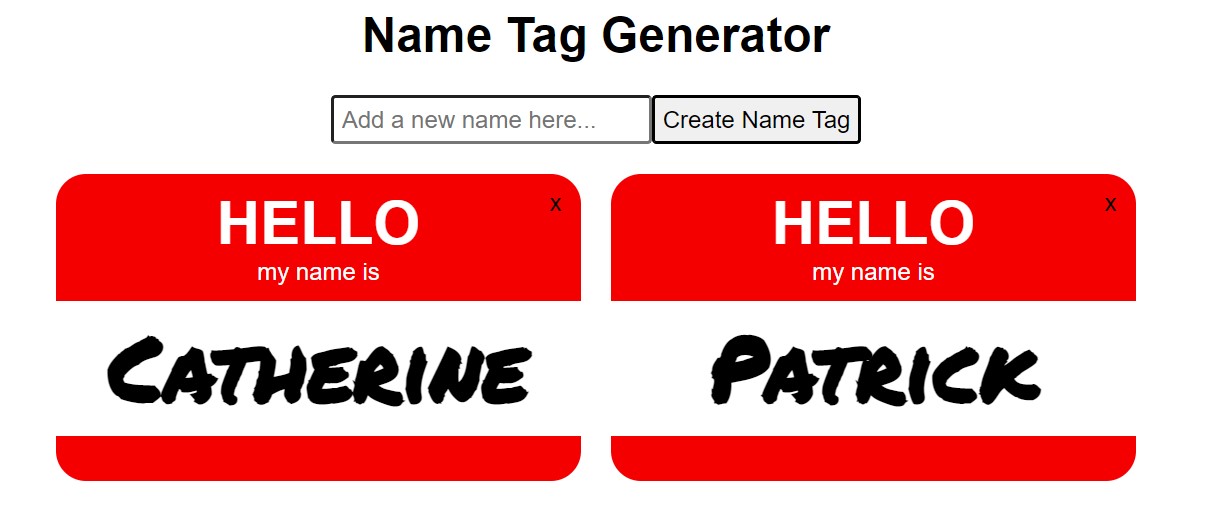 Name Tag Generator
Add a new name here... Create Name Tag
HELLO x
my name is
Catherine
HELLO x
my name is
Patrick